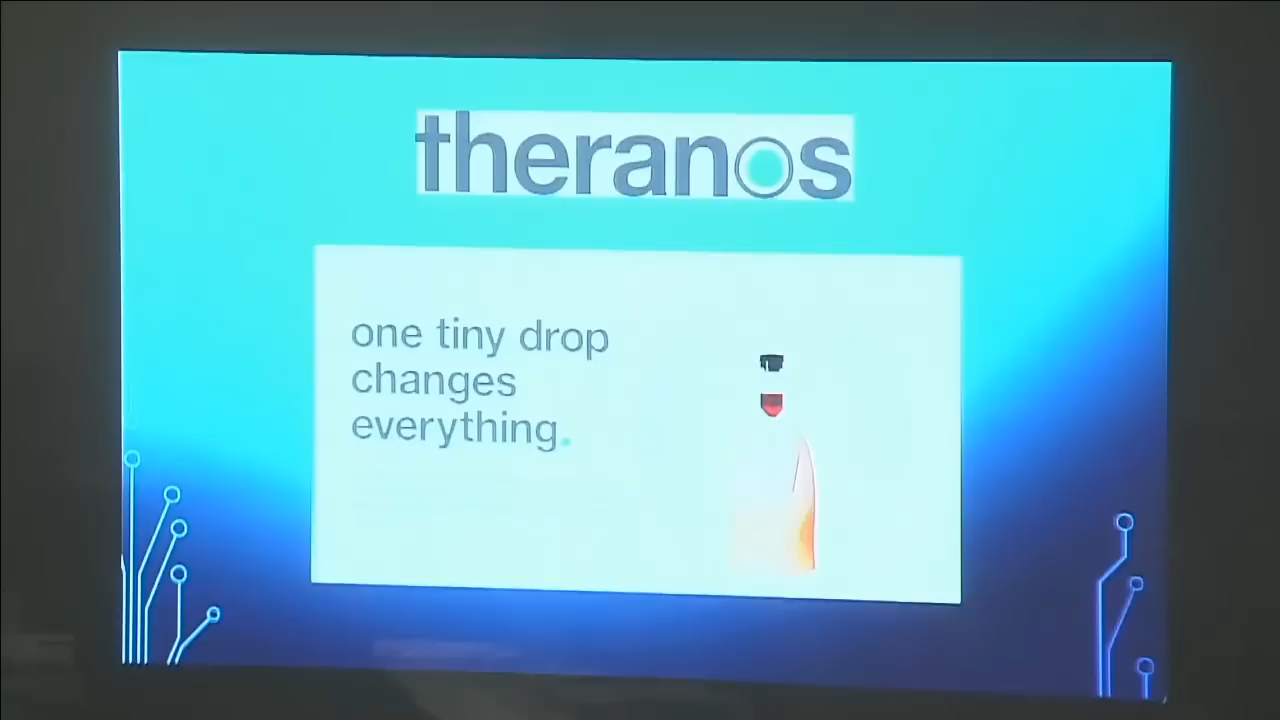 theranos
one tiny drop
changes
everything.